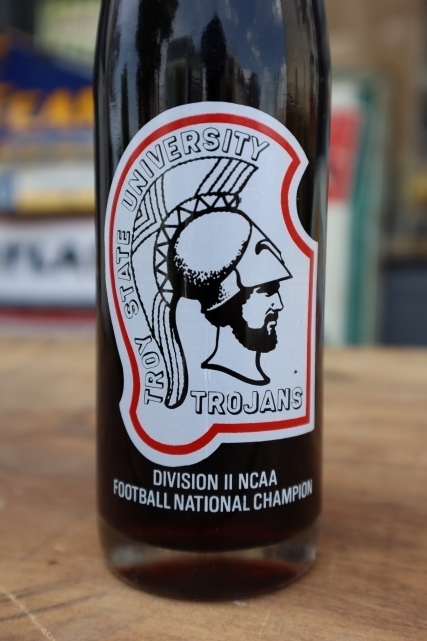 TROY STATE UNIVERSITY
TROJANS
DIVISION II NCAA
FOOTBALL NATIONAL CHAMPION